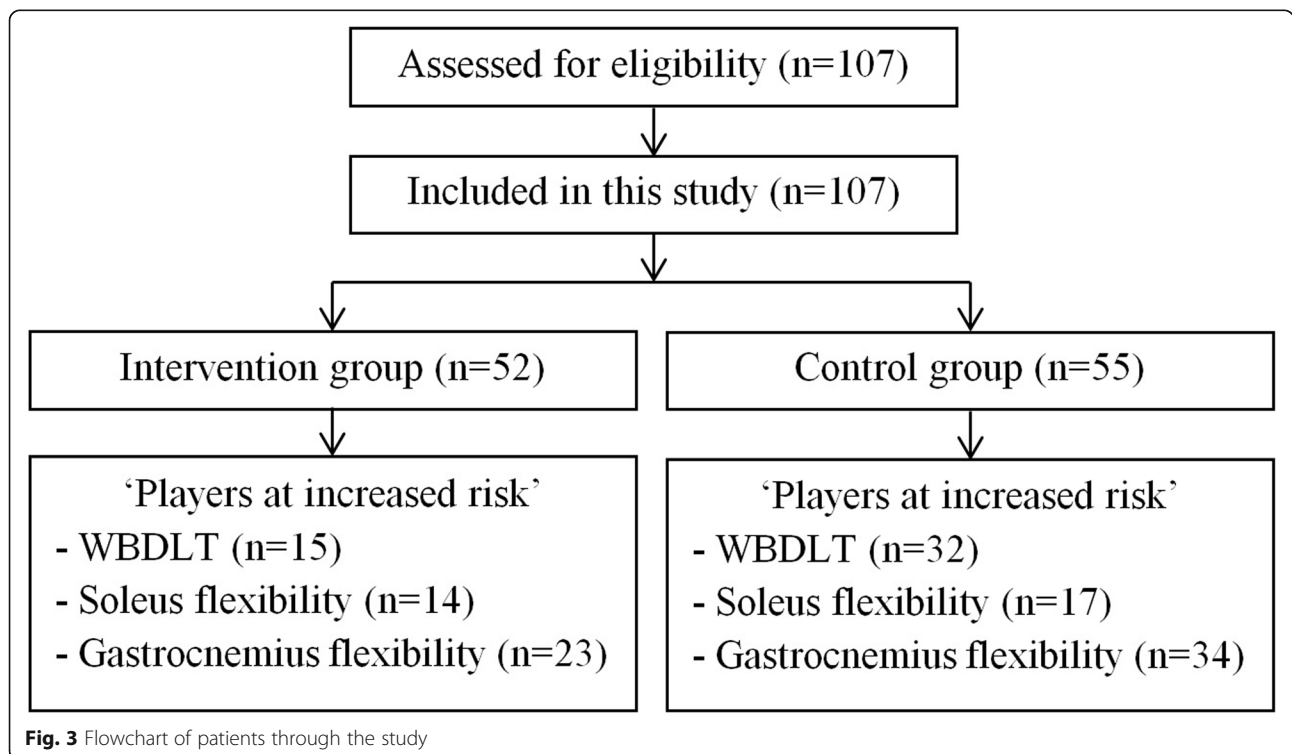 Assessed for eligibility (n=107)
Included in this study (n=107)
Intervention group (n=52)
Control group (n=55)
‘Players at increased risk’
- WBDLT (n=15)
- Soleus flexibility (n=14)
- Gastrocnemius flexibility (n=23)
‘Players at increased risk’
- WBDLT (n=32)
- Soleus flexibility (n=17)
- Gastrocnemius flexibility (n=34)
Fig. 3 Flowchart of patients through the study